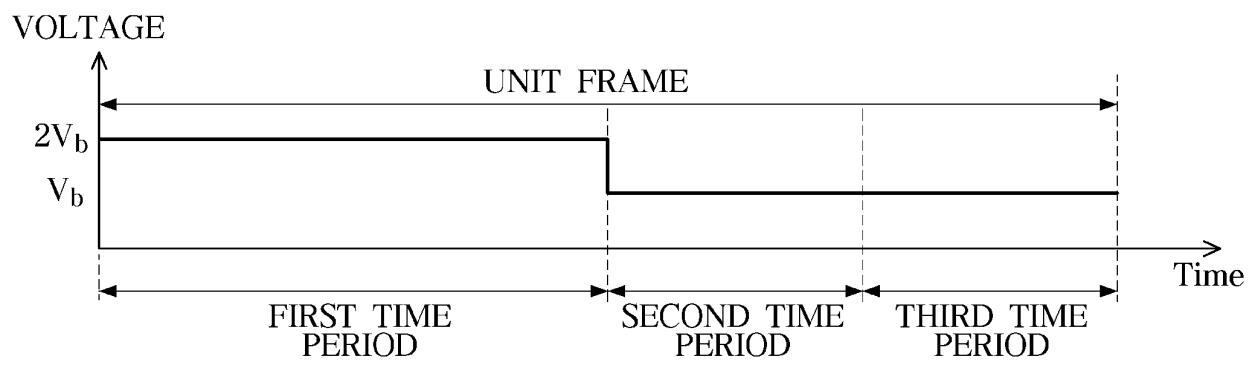 VOLTAGE
UNIT FRAME
2Vb
Vb
Time
FIRST TIME
PERIOD
SECOND TIME
PERIOD
THIRD TIME
PERIOD